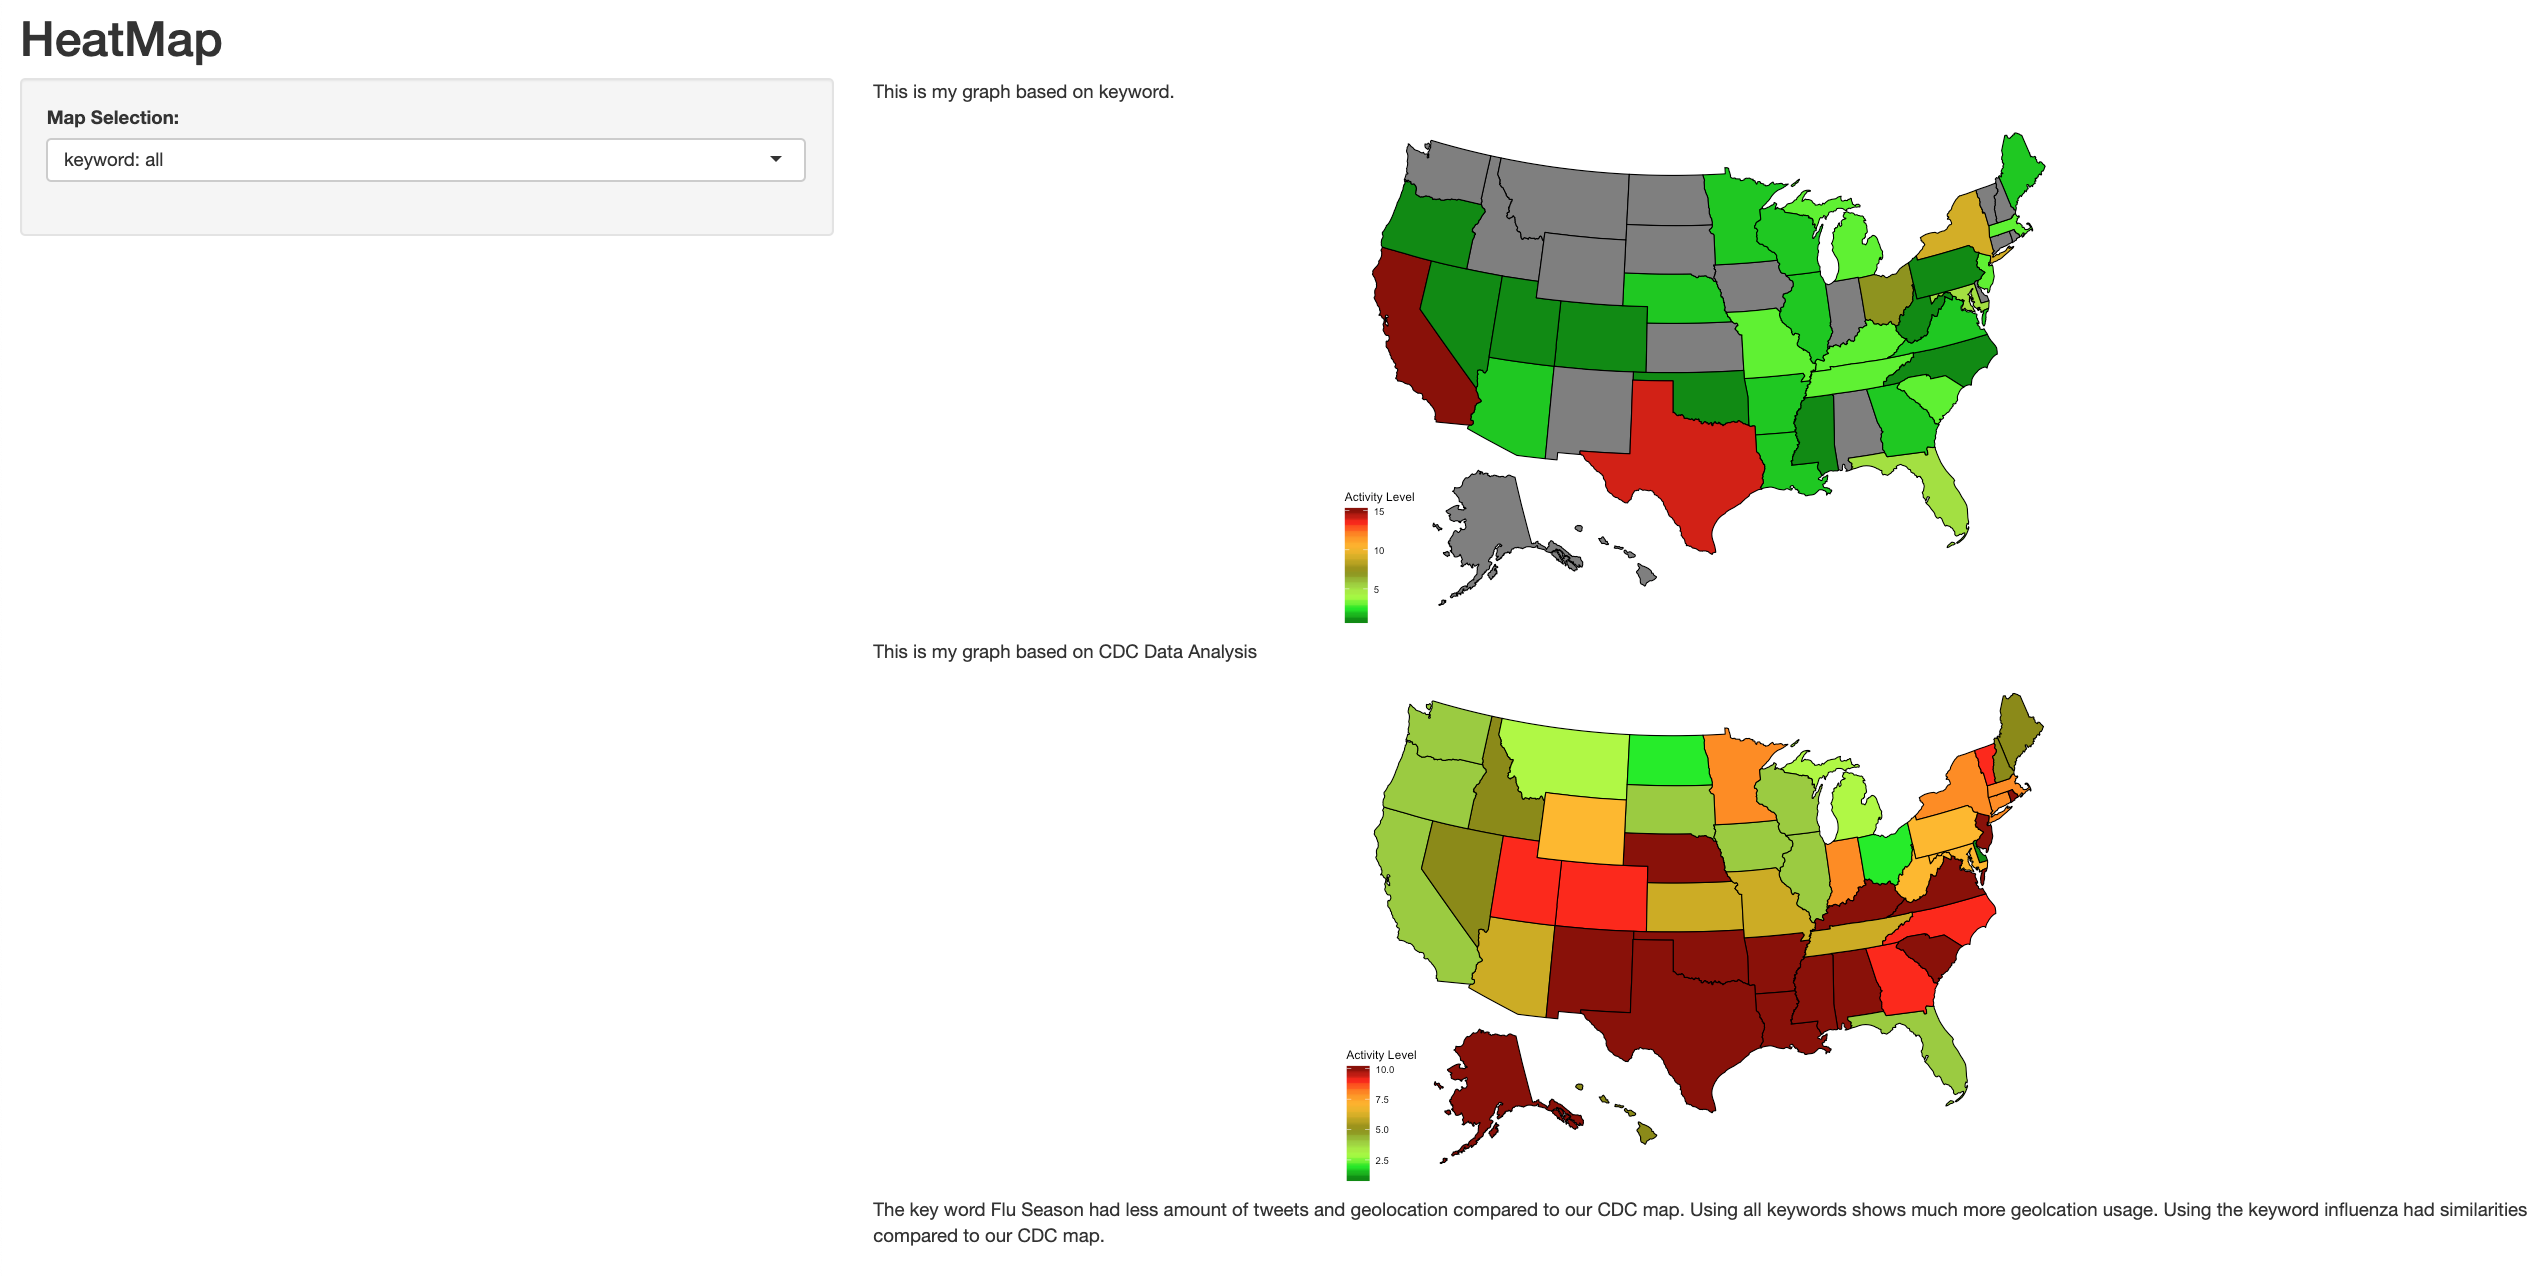 HeatMap
Map Selection:
keyword: all
This is my graph based on keyword.
Activity Level
15
10
5
This is my graph based on CDC Data Analysis
Activity Level
10.0
7.5
5.0
2.5
The key word Flu Season had less amount of tweets and geolocation compared to our CDC map. Using all keywords shows much more geolcation usage. Using the keyword influenza had similarities
compared to our CDC map.